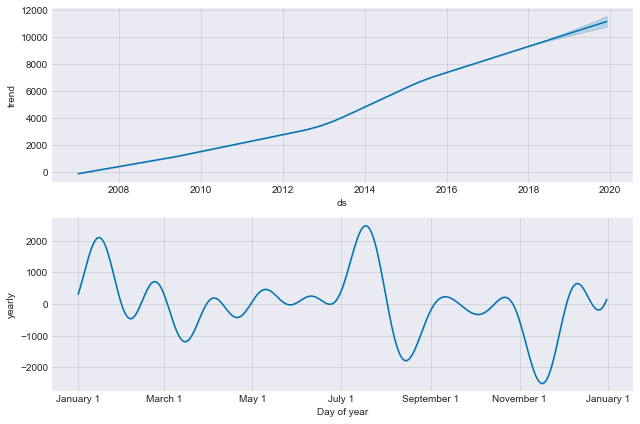 12000
10000
8000
6000
4000
2000
0
trend
2008 2010 2012 2014 2016 2018 2020
ds
2000
1000
0
−1000
−2000
yearly
January 1 March 1 May 1 July 1 September 1 November 1 January 1
Day of year